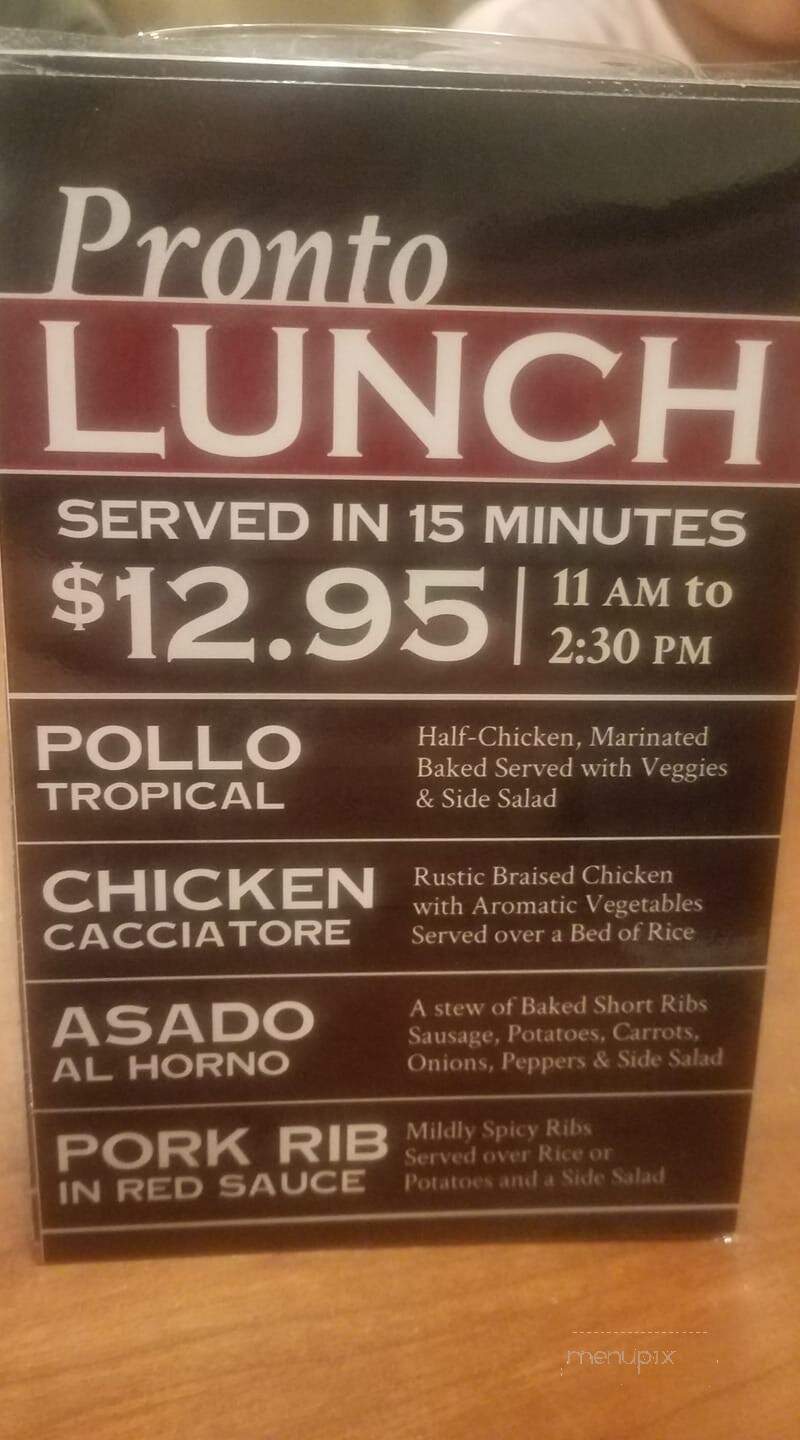 Pronto
LUNCH
SERVED IN 15 MINUTES
$12.95 | 11 AM to
2:30 PM
POLLO
TROPICAL
Half-Chicken, Marinated
Baked Served with Veggies
& Side Salad
CHICKEN
CACCIATORE
Rustic Braised Chicken
with Aromatic Vegetables
Served over a Bed of Rice
ASADO
AL HORNO
A stew of Baked Short Ribs
Sausage, Potatoes, Carrots,
Onions, Peppers & Side Salad
PORK RIB
IN RED SAUCE
Mildly Spicy Ribs
Served over Rice or
Potatoes and a Side Salad
menupix